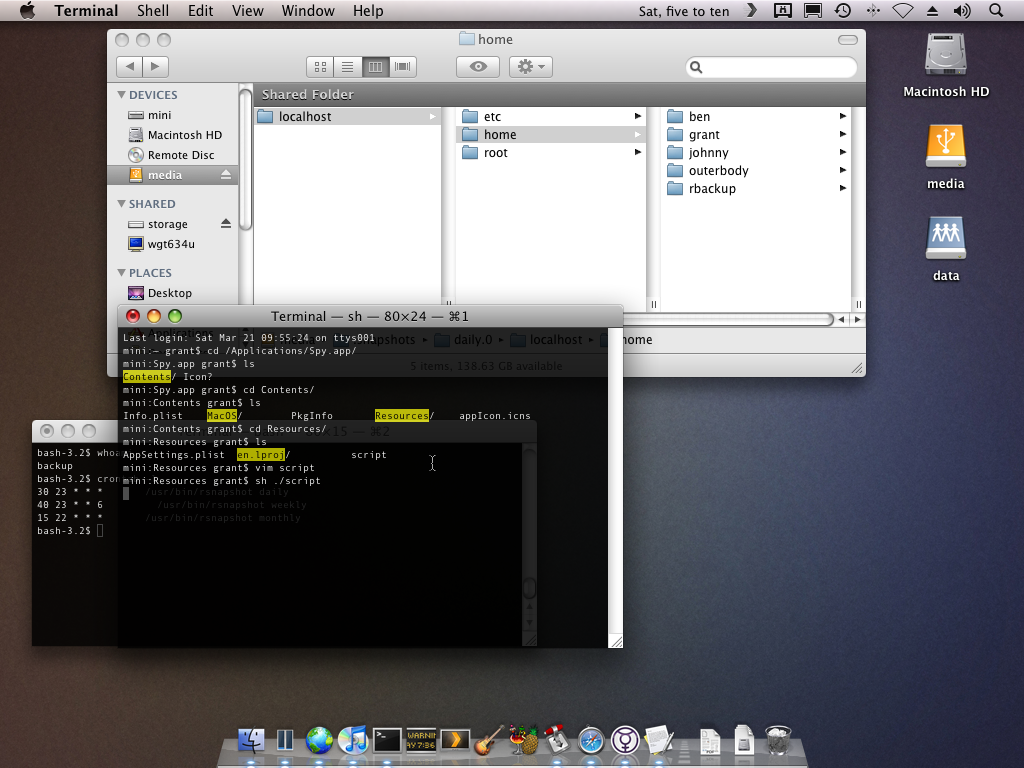 Terminal Shell Edit View Window Help Sat, five to ten
home
Macintosh HD
media
data
Shared Folder
DEVICES
mini
Macintosh HD
Remote Disc
media
SHARED
storage
wgt634u
PLACES
Desktop
localhost
etc
home
root
ben
grant
johnny
outerbody
rbackup
daily.0 localhost home
5 items, 138.63 GB available
Terminal — sh — 80×24 — ⌘1
Last login: Sat Mar 21 09:55:24 on ttys001
mini:~ grant$ cd /Applications/Spy.app/
mini:Spy.app grant$ ls
Contents/ Icon?
mini:Spy.app grant$ cd Contents/
mini:Contents grant$ ls
Info.plist MacOS/ PkgInfo Resources/ appIcon.icns
mini:Contents grant$ cd Resources/
mini:Resources grant$ ls
AppSettings.plist en.lproj/ script
mini:Resources grant$ vim script
mini:Resources grant$ sh ./script
bash-3.2$
backup
bash-3.2$
30 23 * * * /usr/bin/rsnapshot daily
40 23 * * 6 /usr/bin/rsnapshot weekly
15 22 * * * /usr/bin/rsnapshot monthly
bash-3.2$